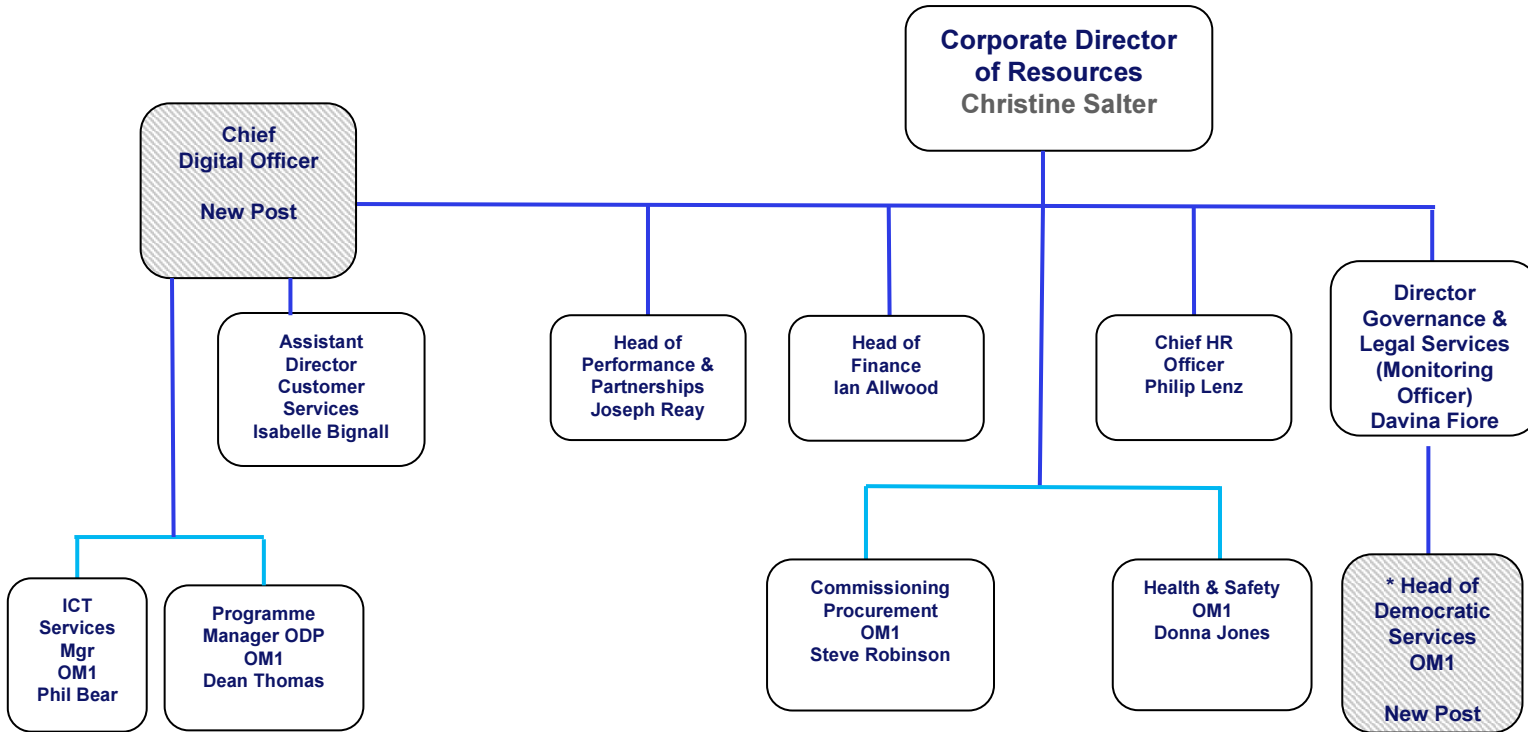 Corporate Director
of Resources
Christine Salter
Chief
Digital Officer
New Post
Assistant
Director
Customer
Services
Isabelle Bignall
Head of
Performance &
Partnerships
Joseph Reay
Head of
Finance
Ian Allwood
Chief HR
Officer
Philip Lenz
Director
Governance &
Legal Services
(Monitoring
Officer)
Davina Fiore
ICT
Services
Mgr
OM1
Phil Bear
Programme
Manager ODP
OM1
Dean Thomas
Commissioning
Procurement
OM1
Steve Robinson
Health & Safety
OM1
Donna Jones
* Head of
Democratic
Services
OM1
New Post